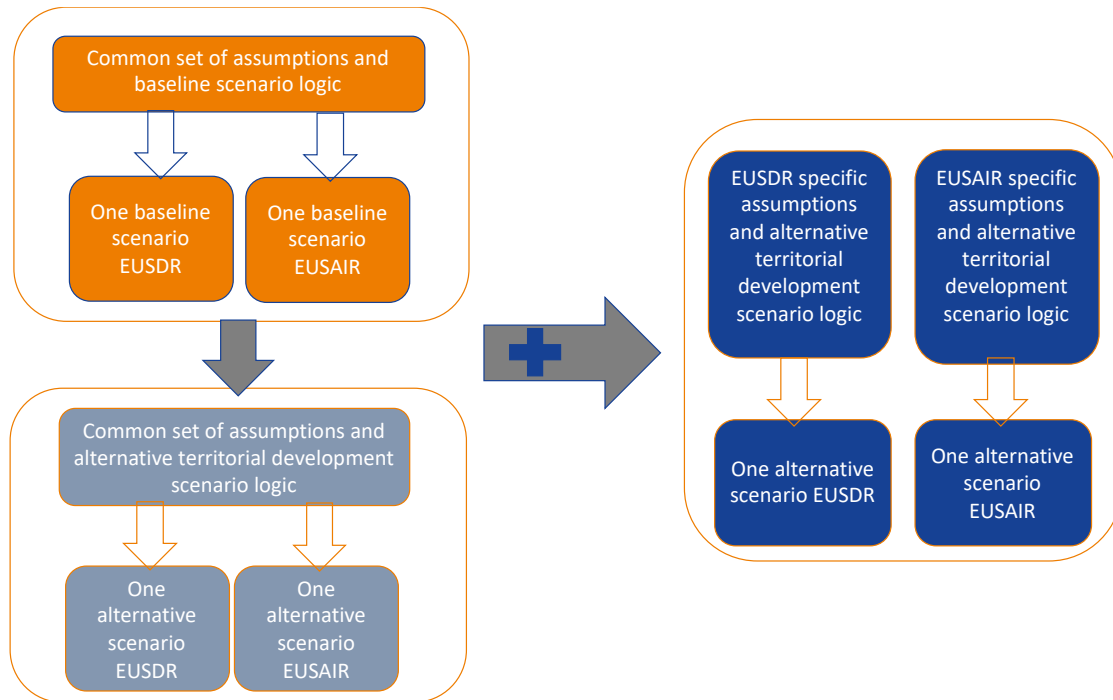 Common set of assumptions and
baseline scenario logic
One baseline
scenario
EUSDR
One baseline
scenario
EUSAIR
Common set of assumptions and
alternative territorial development
scenario logic
One
alternative
scenario
EUSDR
One
alternative
scenario
EUSAIR
EUSDR specific
assumptions
and alternative
territorial
development
scenario logic
EUSAIR specific
assumptions
and alternative
territorial
development
scenario logic
One alternative
scenario EUSDR
One alternative
scenario
EUSAIR